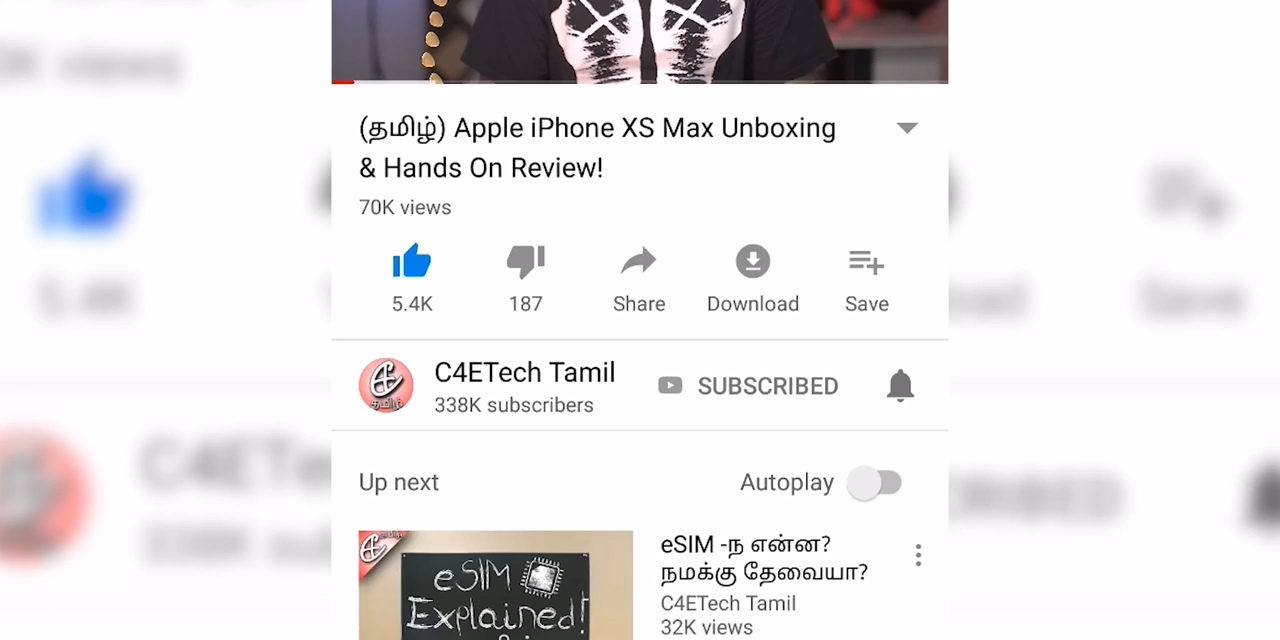 (தமிழ்) Apple iPhone XS Max Unboxing
& Hands On Review!
70K views
5.4K
187
Share
Download
Save
C4ETech Tamil
338K subscribers
SUBSCRIBED
தமிழ்
Up next
Autoplay
eSIM
Explained!
eSIM -ந என்ன?
நமக்கு தேவையா?
C4ETech Tamil
32K views